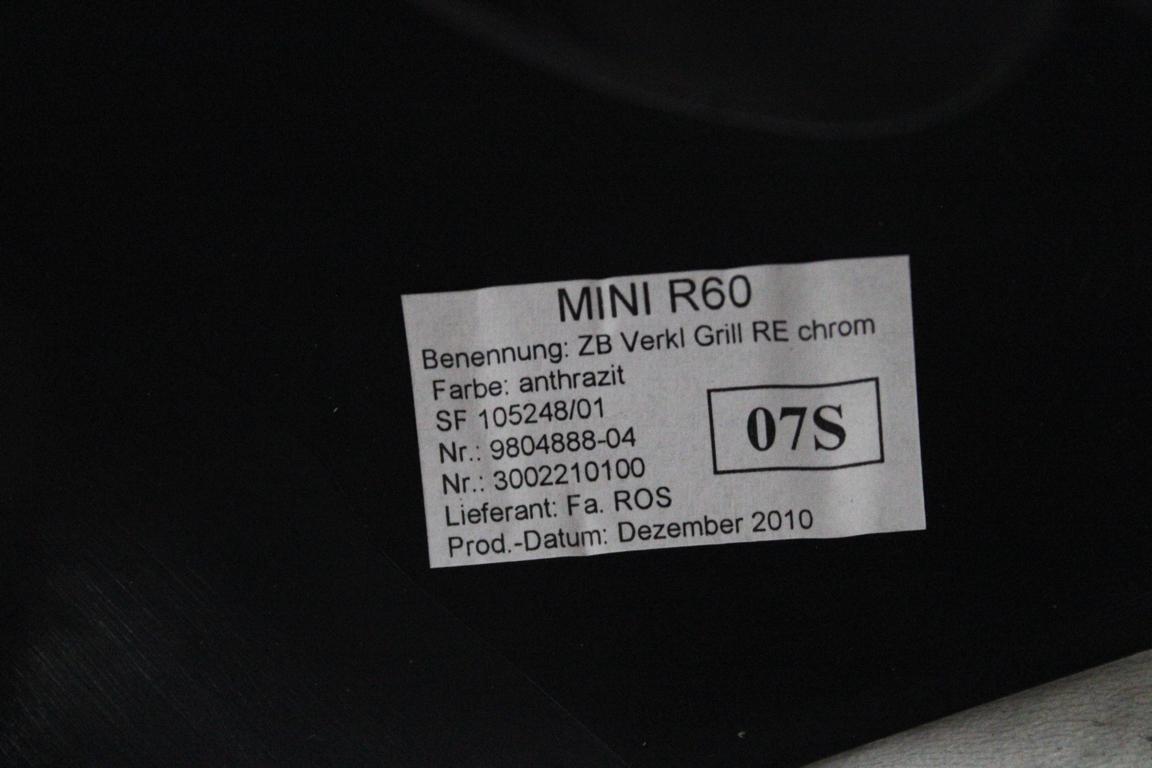 MINI R60
Benennung: ZB Verkl Grill RE chrom
Farbe: anthrazit
SF 105248/01
Nr.: 9804888-04
Nr.: 3002210100
Lieferant: Fa. ROS
Prod.-Datum: Dezember 2010
07S